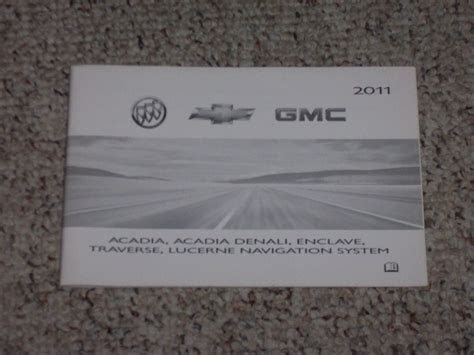 2011
GMC
ACADIA, ACADIA DENALI, ENCLAVE,
TRAVERSE, LUCERNE NAVIGATION SYSTEM